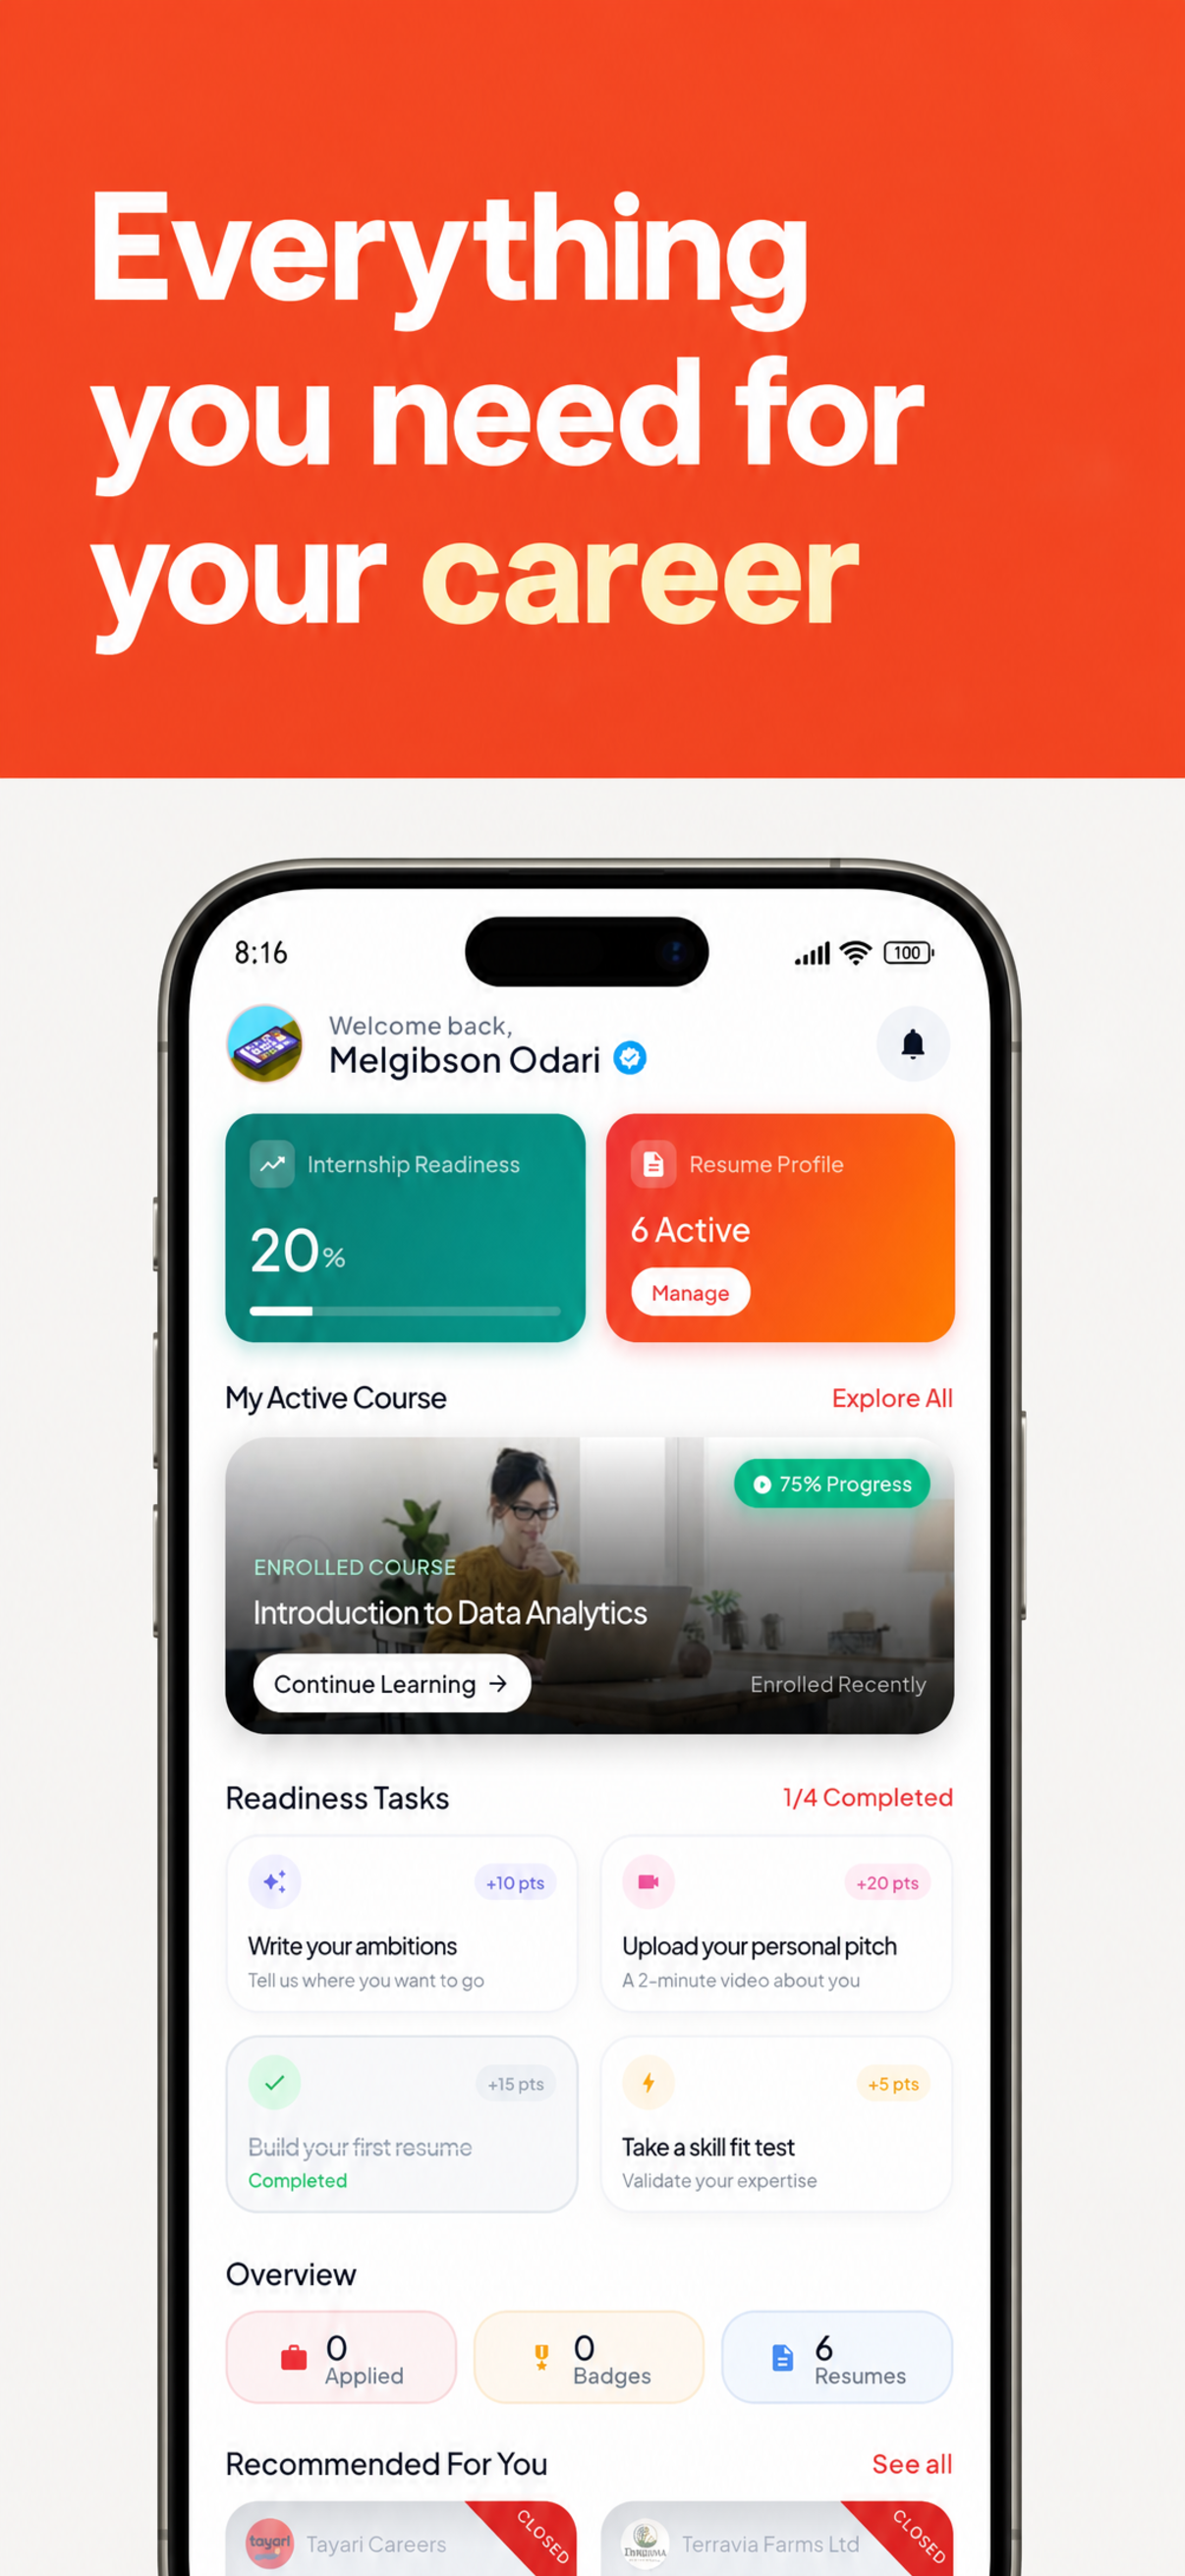 Everything
you need for
your career
8:16
100
Welcome back,
Melgibson Odari
Internship Readiness
20%
Resume Profile
6 Active
Manage
My Active Course
Explore All
75% Progress
ENROLLED COURSE
Introduction to Data Analytics
Continue Learning →
Enrolled Recently
Readiness Tasks
1/4 Completed
+10 pts
Write your ambitions
Tell us where you want to go
+20 pts
Upload your personal pitch
A 2-minute video about you
+15 pts
Build your first resume
Completed
+5 pts
Take a skill fit test
Validate your expertise
Overview
0
Applied
0
Badges
6
Resumes
Recommended For You
See all
tayari
Tayari Careers
CLOSED
Terravia Farms Ltd
CLOSED